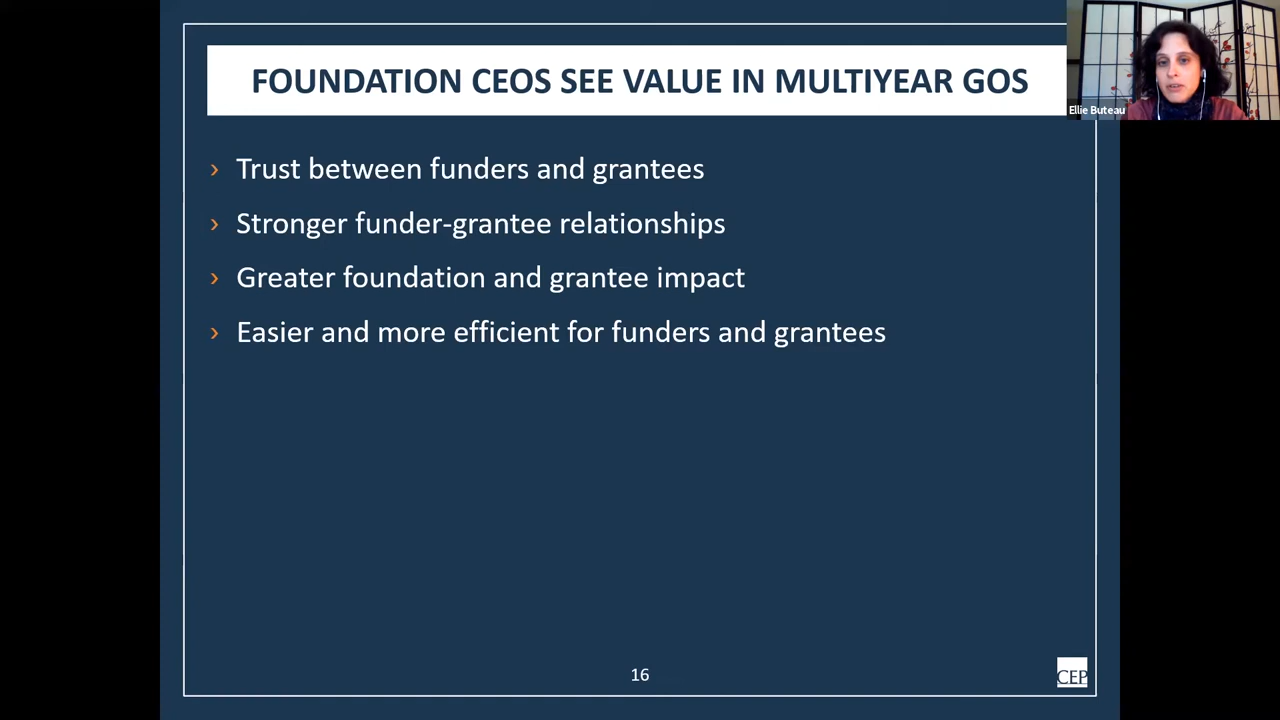 FOUNDATION CEOS SEE VALUE IN MULTIYEAR GOS
Ellie Buteau
› Trust between funders and grantees
› Stronger funder-grantee relationships
› Greater foundation and grantee impact
› Easier and more efficient for funders and grantees
16
CEP